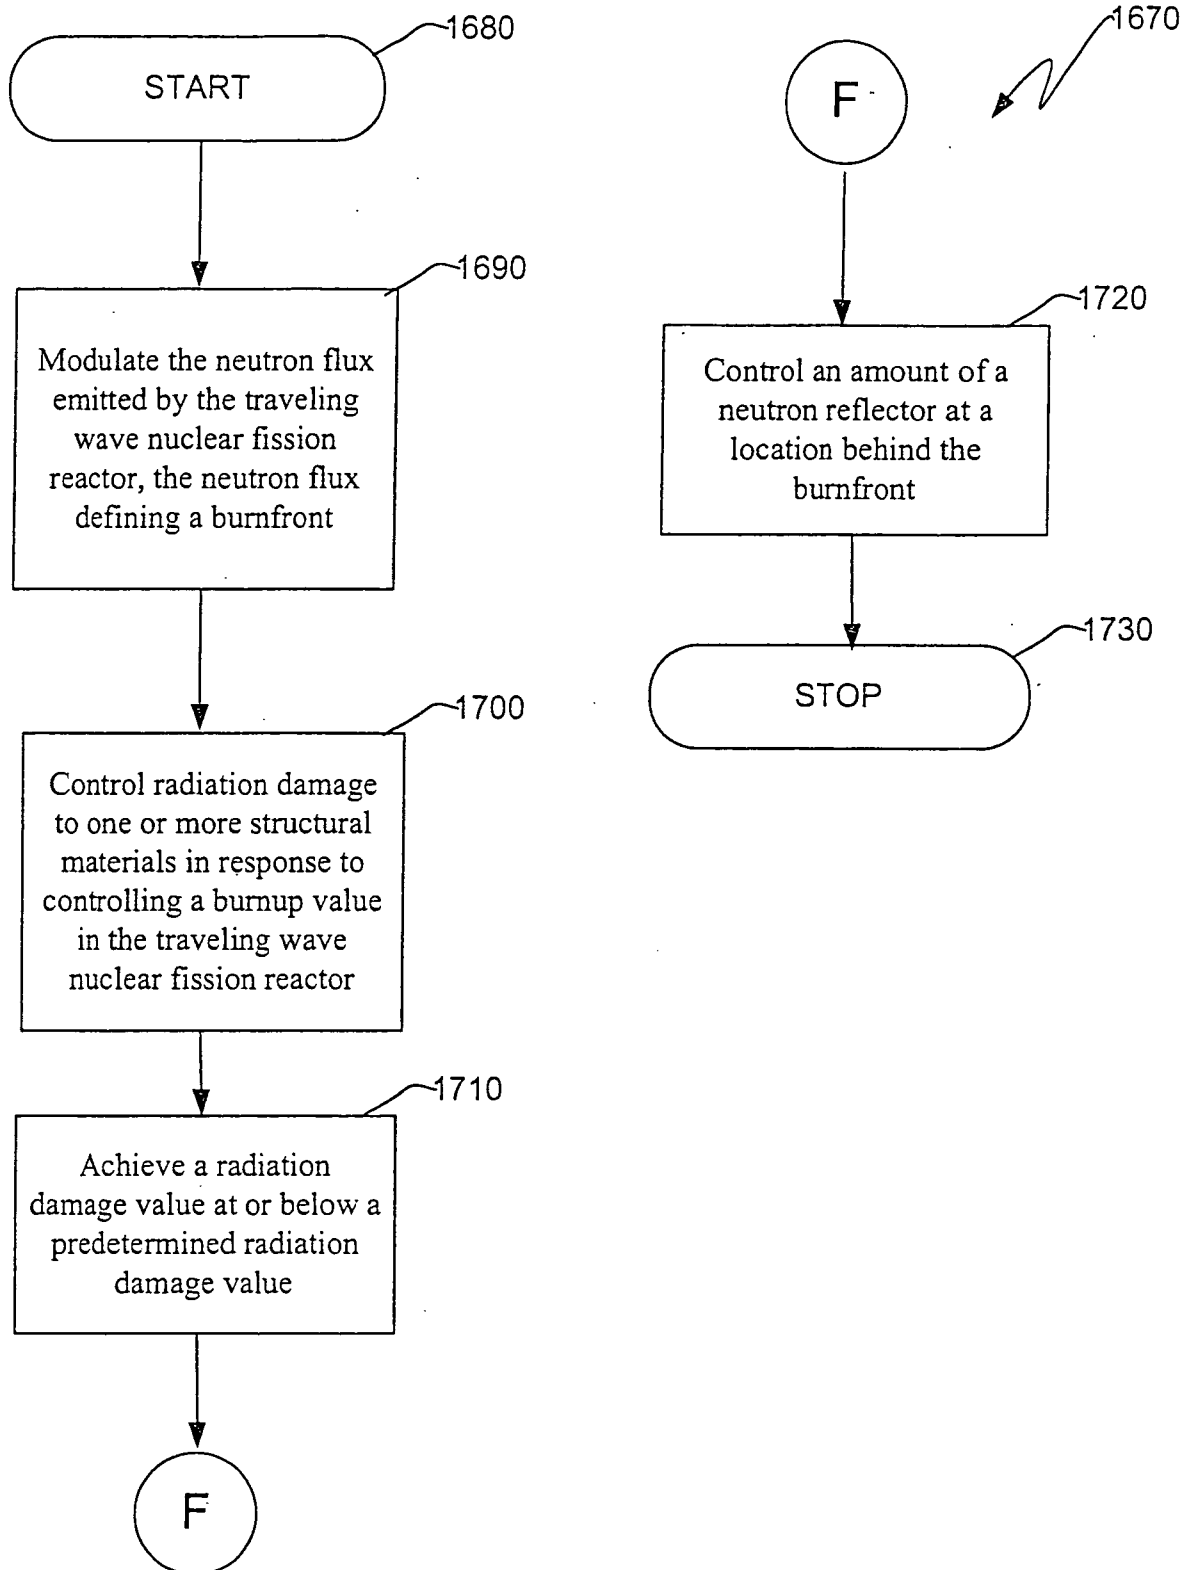 1680
START
1690
Modulate the neutron flux
emitted by the traveling
wave nuclear fission
reactor, the neutron flux
defining a burnfront
1700
Control radiation damage
to one or more structural
materials in response to
controlling a burnup value
in the traveling wave
nuclear fission reactor
1710
Achieve a radiation
damage value at or below a
predetermined radiation
damage value
F
1670
F
1720
Control an amount of a
neutron reflector at a
location behind the
burnfront
1730
STOP